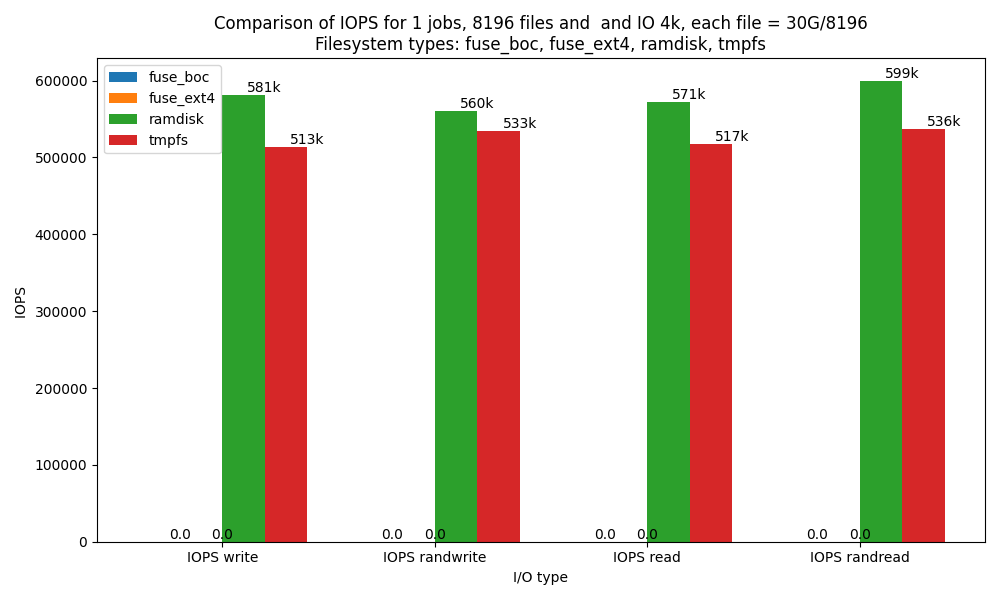 Comparison of IOPS for 1 jobs, 8196 files and  and IO 4k, each file = 30G/8196
Filesystem types: fuse_boc, fuse_ext4, ramdisk, tmpfs
fuse_boc
fuse_ext4
ramdisk
tmpfs
600000
500000
400000
300000
200000
100000
0
IOPS
0.0
0.0
581k
513k
0.0
0.0
560k
533k
0.0
0.0
571k
517k
0.0
0.0
599k
536k
IOPS write
IOPS randwrite
IOPS read
IOPS randread
I/O type